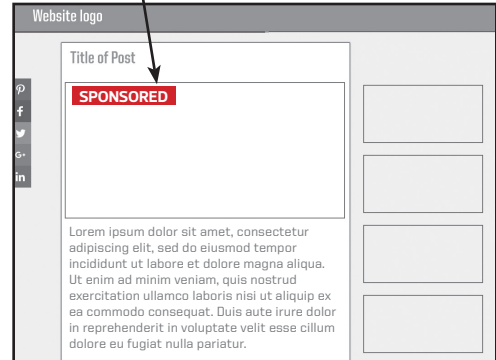 Website logo
Title of Post
SPONSORED
f
G+
in
Lorem ipsum dolor sit amet, consectetur
adipiscing elit, sed do eiusmod tempor
incididunt ut labore et dolore magna aliqua.
Ut enim ad minim veniam, quis nostrud
exercitation ullamco laboris nisi ut aliquip ex
ea commodo consequat. Duis aute irure dolor
in reprehenderit in voluptate velit esse cillum
dolore eu fugiat nulla pariatur.